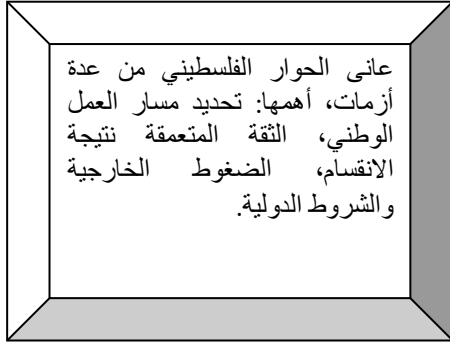 عانى الحوار الفلسطيني من عدة
أزمات، أهمها: تحديد مسار العمل
الوطني، الثقة المتعمقة نتيجة
الانقسام، الضغوط الخارجية
والشروط الدولية.